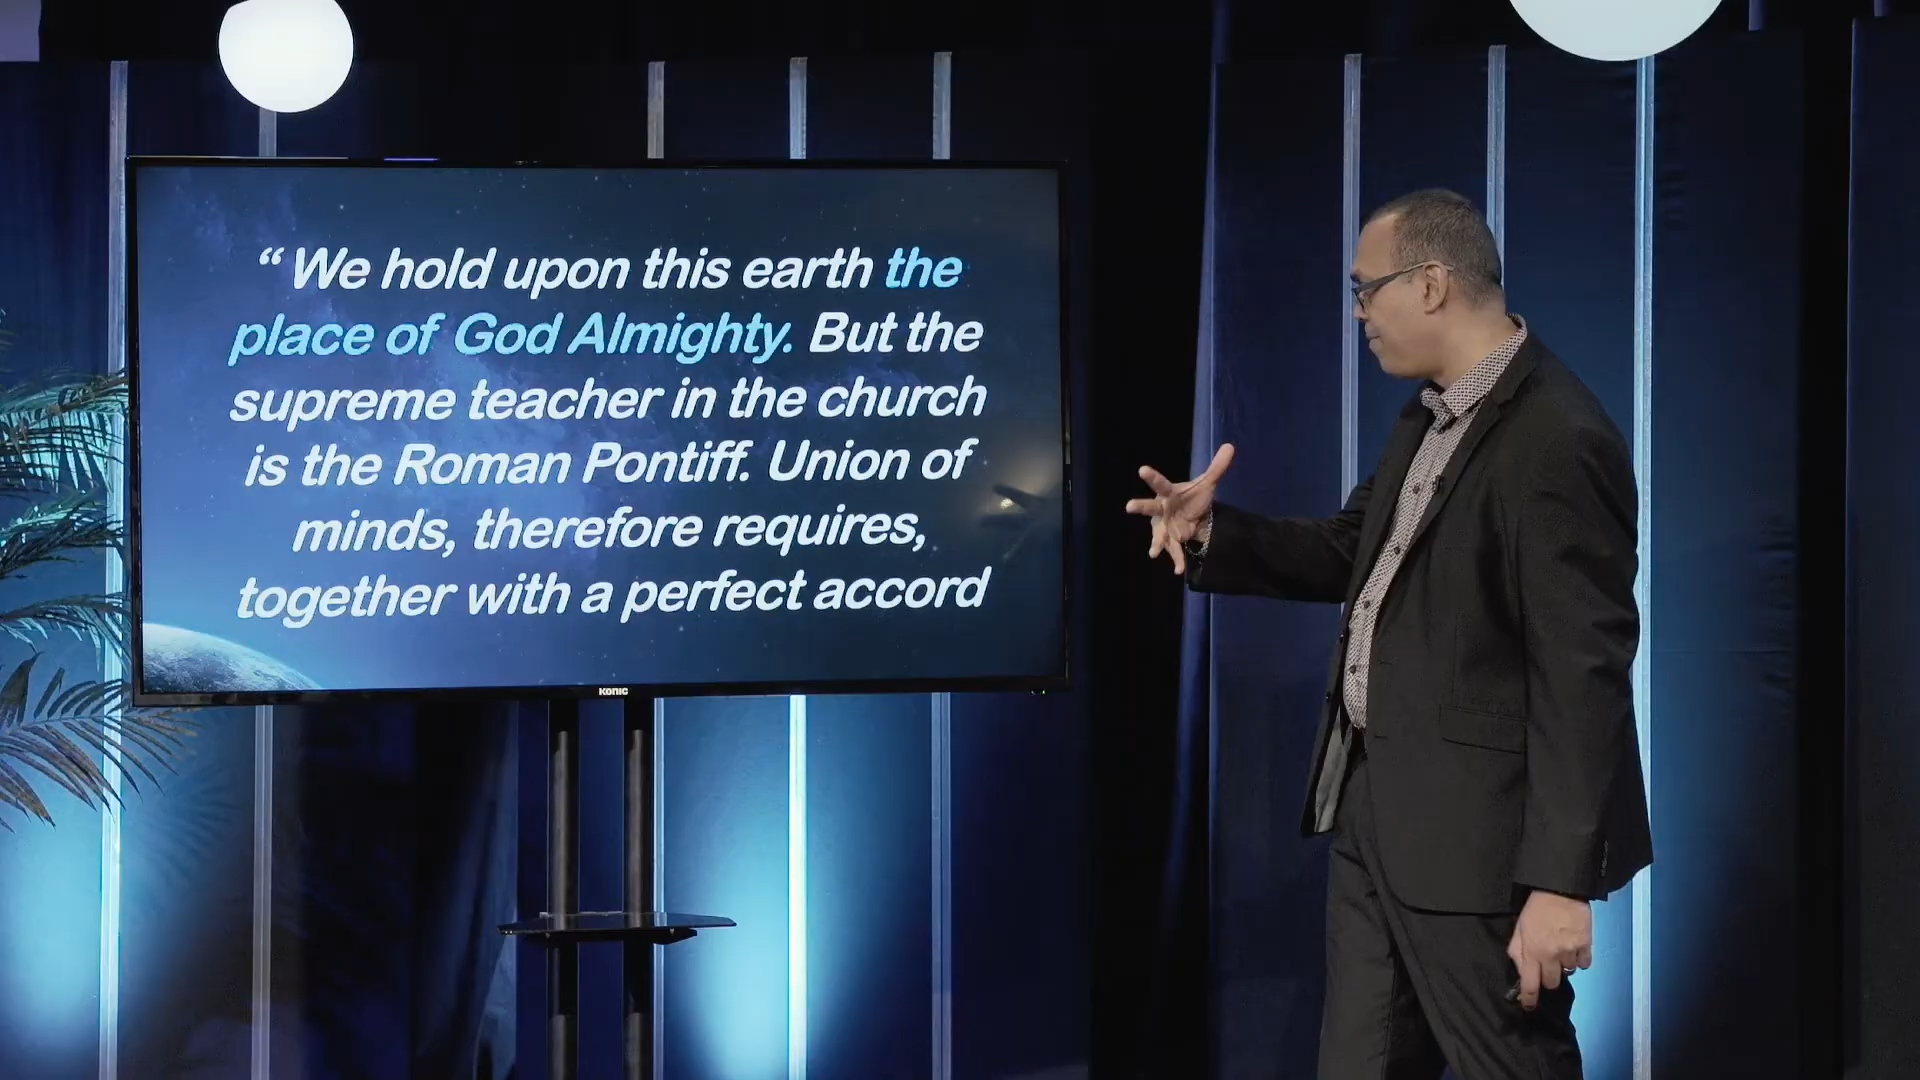 “ We hold upon this earth the
place of God Almighty. But the
supreme teacher in the church
is the Roman Pontiff. Union of
minds, therefore requires,
together with a perfect accord
KONIC